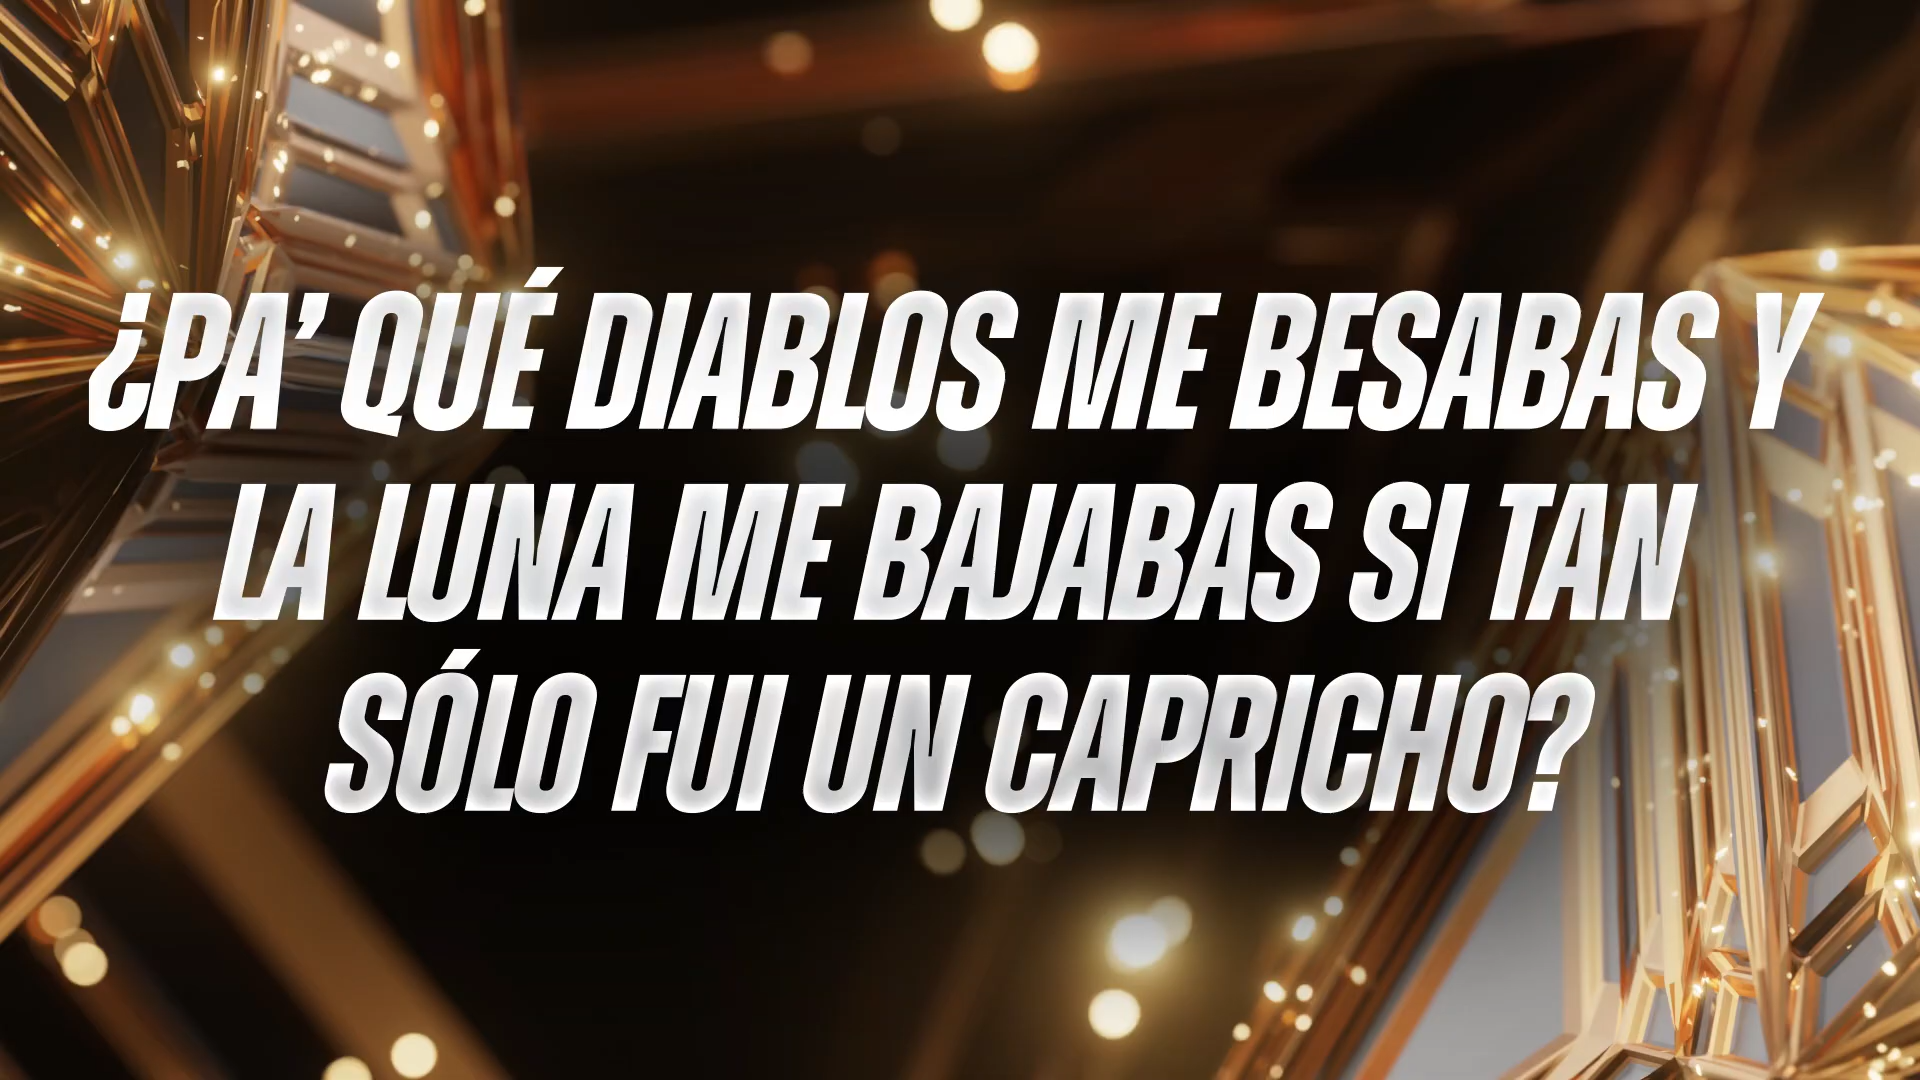 ¿PA’ QUÉ DIABLOS ME BESABAS Y
LA LUNA ME BAJABAS SI TAN
SÓLO FUI UN CAPRICHO?